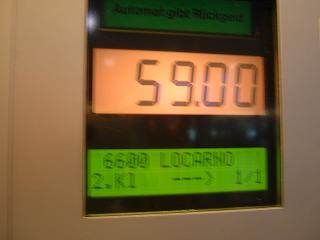 Automat gibt Rückgeld
59.00
6600 LOCARNO
2.Kl ---> 1/1